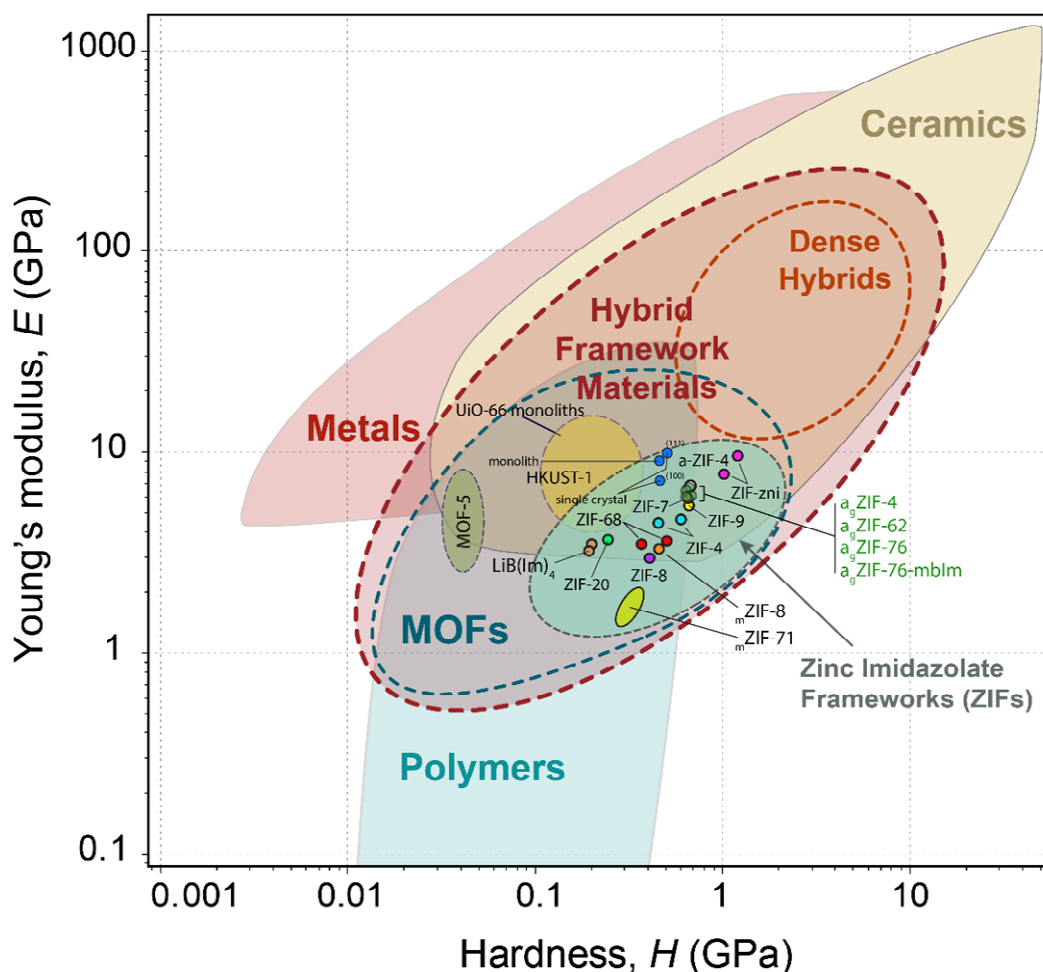 1000
100
10
1
0.1
Young's modulus, E (GPa)
Ceramics
Dense
Hybrids
Hybrid
Framework
Materials
Metals
UiO-66 monoliths
(111)
monolith
a-ZIF-4
HKUST-1
(100)
single crystal
ZIF-zni
MOF-5
ZIF-7
ZIF-9
ZIF-68
ZIF-4
LiB(Im)4
ZIF-20
ZIF-8
agZIF-4
agZIF-62
agZIF-76
agZIF-76-mbIm
mZIF-8
mZIF-71
MOFs
Zinc Imidazolate
Frameworks (ZIFs)
Polymers
0.001
0.01
0.1
1
10
Hardness, H (GPa)